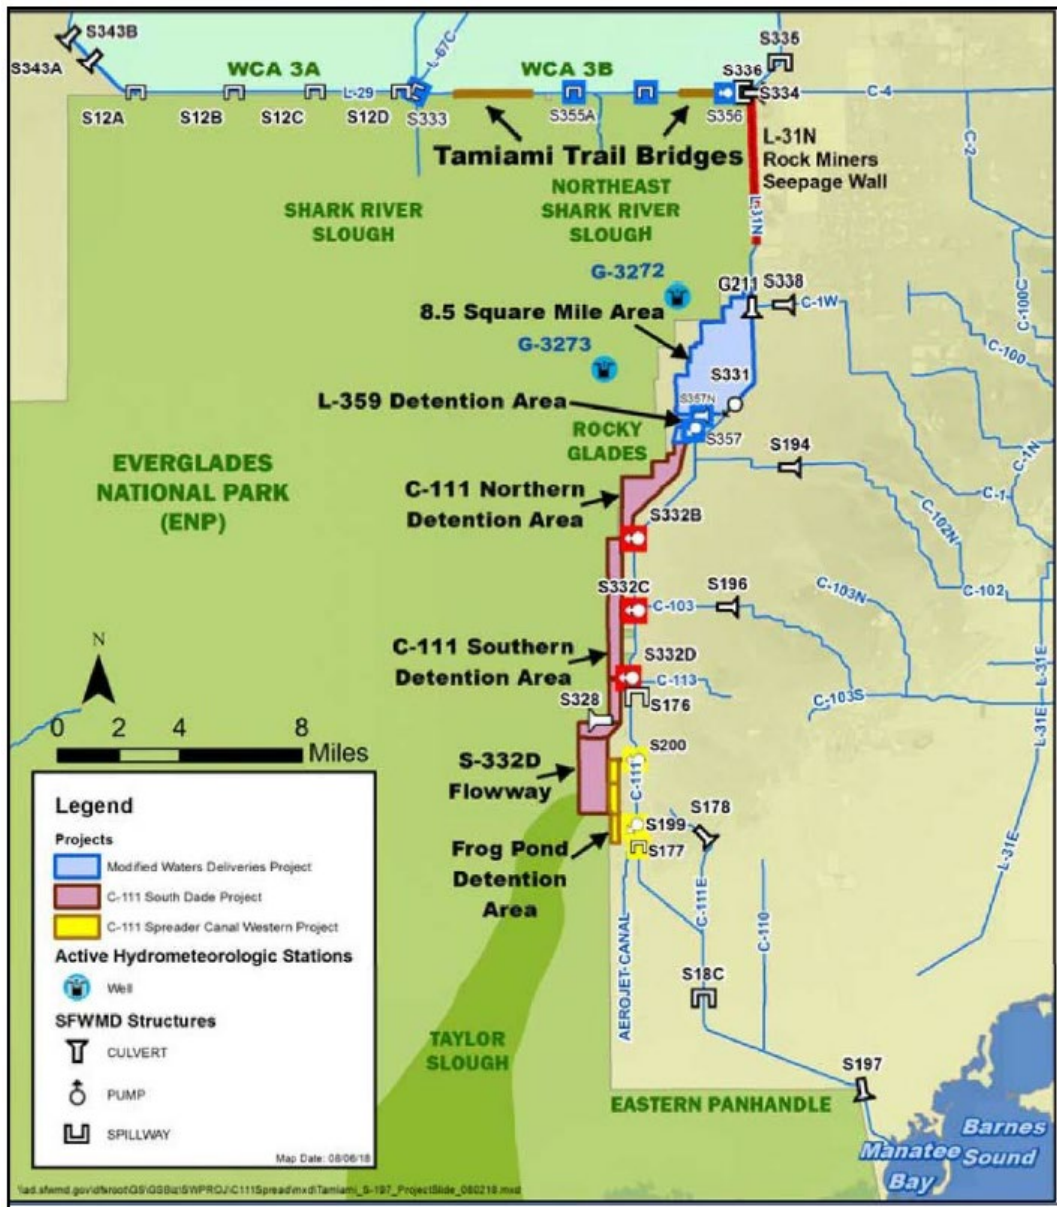 S343B
S343A
S335
WCA 3A
L-67C
WCA 3B
S336
L-29
S334
C-4
S12A
S12B
S12C
S12D
S333
S355A
S356
C-2
Tamiami Trail Bridges
L-31N
Rock Miners
Seepage Wall
L-31N
SHARK RIVER
SLOUGH
NORTHEAST
SHARK RIVER
SLOUGH
G-3272
G211
S338
C-1W
C-100C
C-100
8.5 Square Mile Area
G-3273
S331
L-359 Detention Area
S357N
S357
ROCKY
GLADES
S194
C-1N
C-1
EVERGLADES
NATIONAL PARK
(ENP)
C-111 Northern
Detention Area
S332B
C-102N
C-102
S332C
C-103
S196
C-103N
L-31E
C-111 Southern
Detention Area
S332D
C-113
S176
C-103S
L-31E
L-31E
S328
N
0 2 4 8
Miles
S-332D
Flowway
S200
C-111
S199
S177
S178
L-31E
Frog Pond
Detention
Area
AEROJET-CANAL
C-111E
C-110
S18C
TAYLOR
SLOUGH
S197
EASTERN PANHANDLE
Barnes
Sound
Manatee
Bay
Legend
Projects
Modified Waters Deliveries Project
C-111 South Dade Project
C-111 Spreader Canal Western Project
Active Hydrometeorologic Stations
Well
SFWMD Structures
CULVERT
PUMP
SPILLWAY
Map Date: 08/06/18